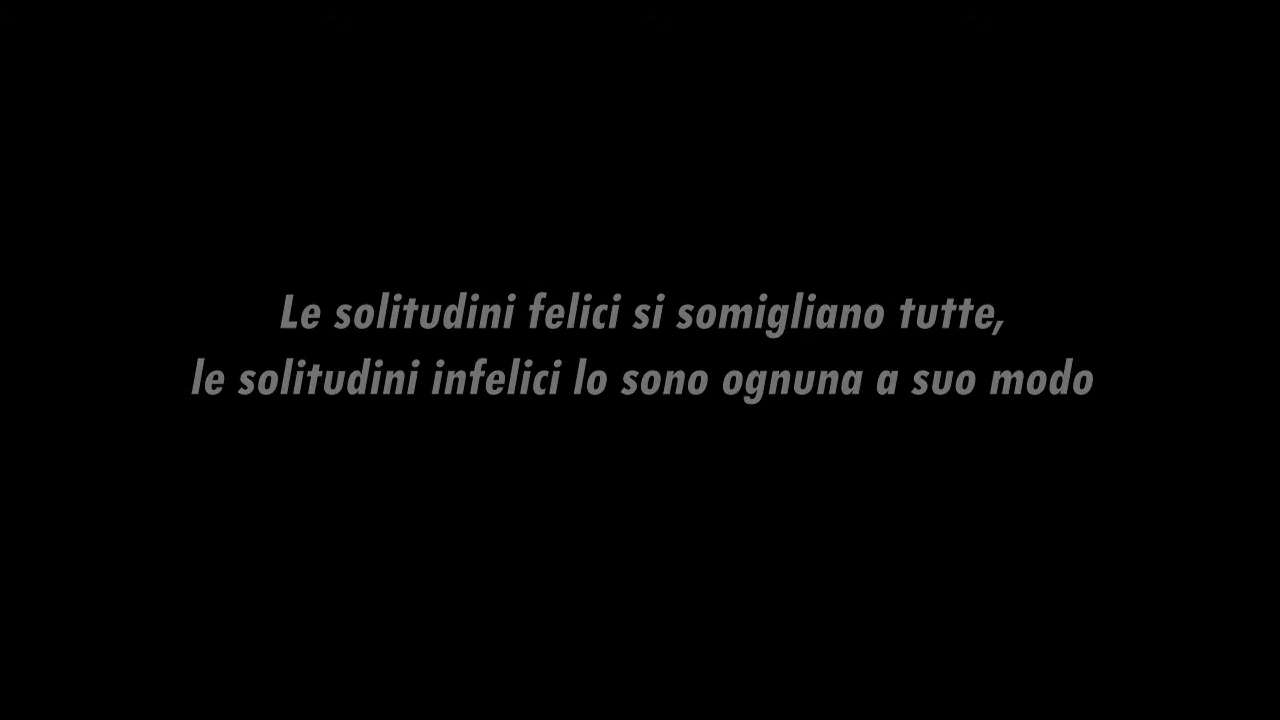 Le solitudini felici si somigliano tutte,
le solitudini infelici lo sono ognuna a suo modo